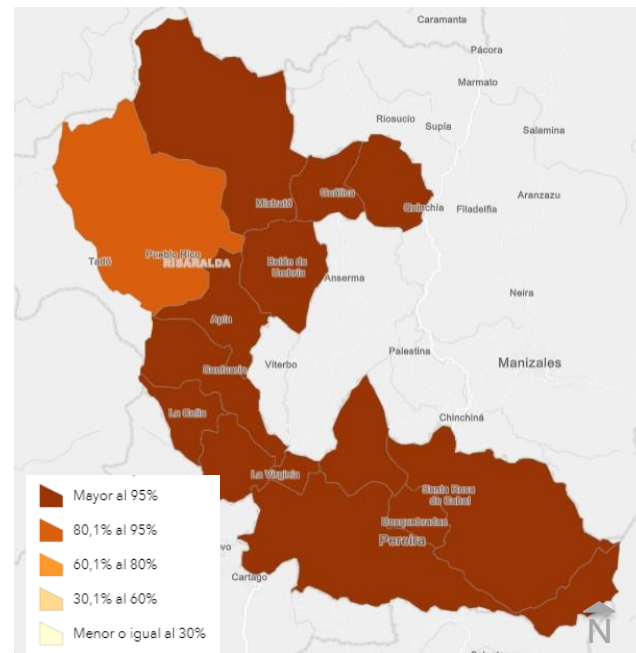 Caramanta
Pácora
Marmato
Riosucio
Supía
Salamina
Aranzazu
Mistrató
Guática
Quinchía
Filadelfia
Tadó
Pueblo Rico
RISARALDA
Belén de
Umbría
Anserma
Neira
Apía
Palestina
Manizales
Santuario
Viterbo
La Celia
Chinchiná
La Virginia
Santa Rosa
de Cabal
Dosquebradas
Pereira
Cartago
Mayor al 95%
80,1% al 95%
60,1% al 80%
30,1% al 60%
Menor o igual al 30%
ovo
N